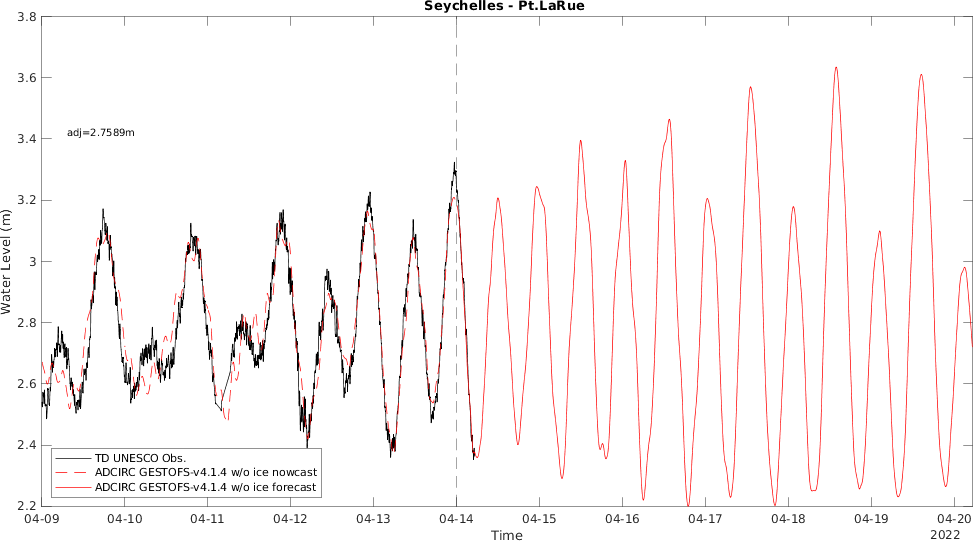 Seychelles - Pt.LaRue
3.8
3.6
3.4
3.2
3
2.8
2.6
2.4
2.2
Water Level (m)
adj=2.7589m
TD UNESCO Obs.
ADCIRC GESTOFS-v4.1.4 w/o ice nowcast
ADCIRC GESTOFS-v4.1.4 w/o ice forecast
04-09 04-10 04-11 04-12 04-13 04-14 04-15 04-16 04-17 04-18 04-19 04-20
Time
2022